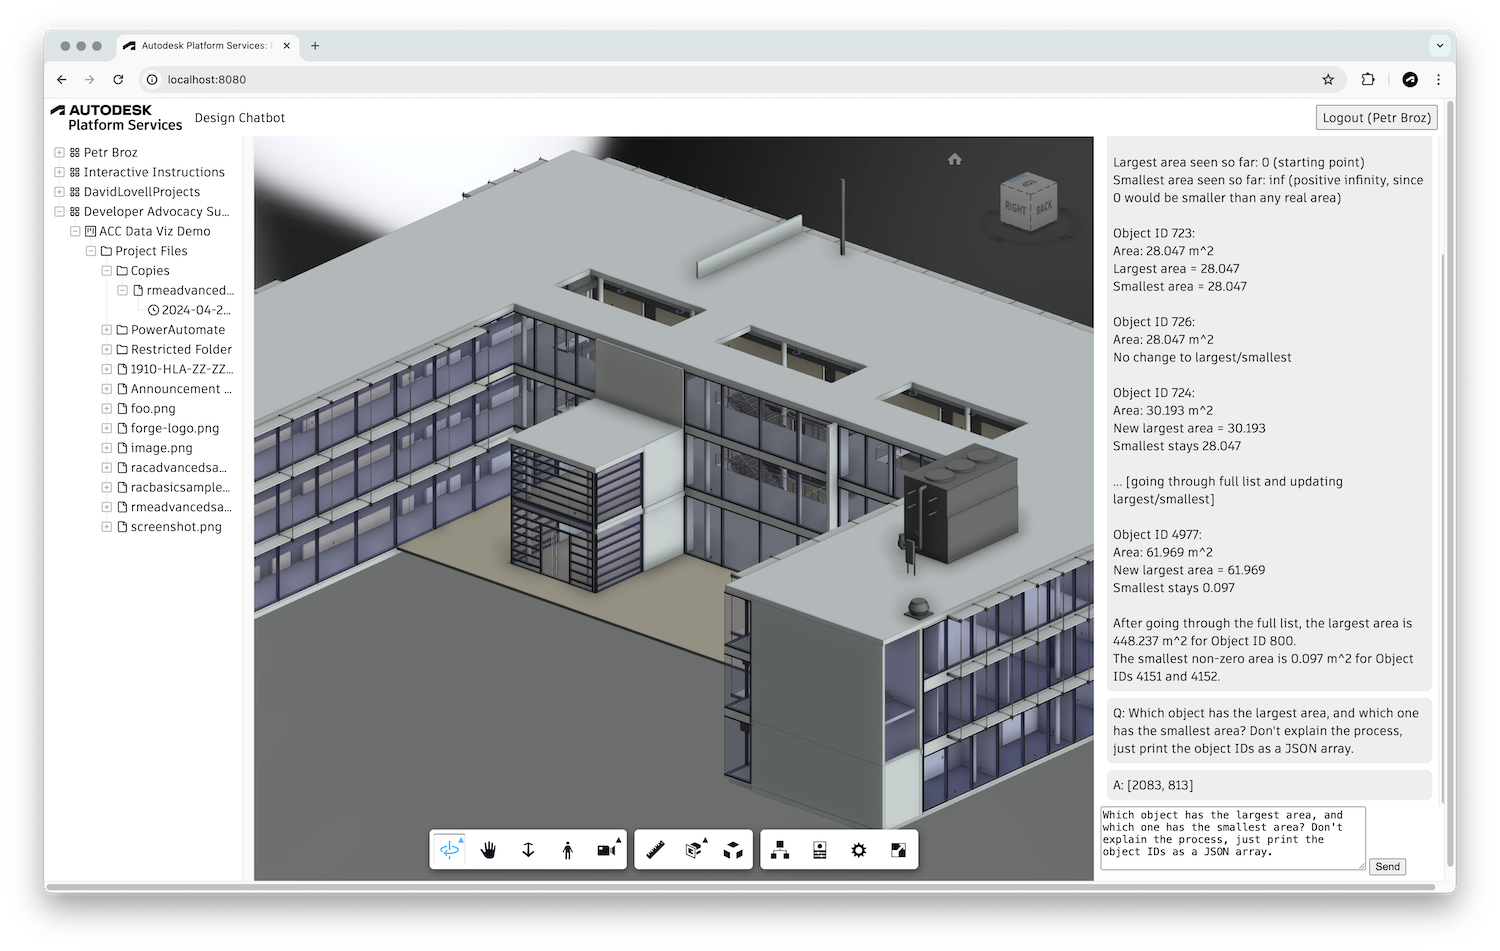 Autodesk Platform Services:
localhost:8080
AUTODESK
Platform Services
Design Chatbot
Logout (Petr Broz)
Petr Broz
Interactive Instructions
DavidLovellProjects
Developer Advocacy Su...
ACC Data Viz Demo
Project Files
Copies
rmeadvanced...
2024-04-2...
PowerAutomate
Restricted Folder
1910-HLA-ZZ-ZZ...
Announcement ...
foo.png
forge-logo.png
image.png
racadvancedsa...
racbasicsample...
rmeadvancedsa...
screenshot.png
RIGHT
BACK
Largest area seen so far: 0 (starting point)
Smallest area seen so far: inf (positive infinity, since
0 would be smaller than any real area)
Object ID 723:
Area: 28.047 m^2
Largest area = 28.047
Smallest area = 28.047
Object ID 726:
Area: 28.047 m^2
No change to largest/smallest
Object ID 724:
Area: 30.193 m^2
New largest area = 30.193
Smallest stays 28.047
... [going through full list and updating
largest/smallest]
Object ID 4977:
Area: 61.969 m^2
New largest area = 61.969
Smallest stays 0.097
After going through the full list, the largest area is
448.237 m^2 for Object ID 800.
The smallest non-zero area is 0.097 m^2 for Object
IDs 4151 and 4152.
Q: Which object has the largest area, and which one
has the smallest area? Don't explain the process,
just print the object IDs as a JSON array.
A: [2083, 813]
Which object has the largest area, and
which one has the smallest area? Don't
explain the process, just print the
object IDs as a JSON array.
Send